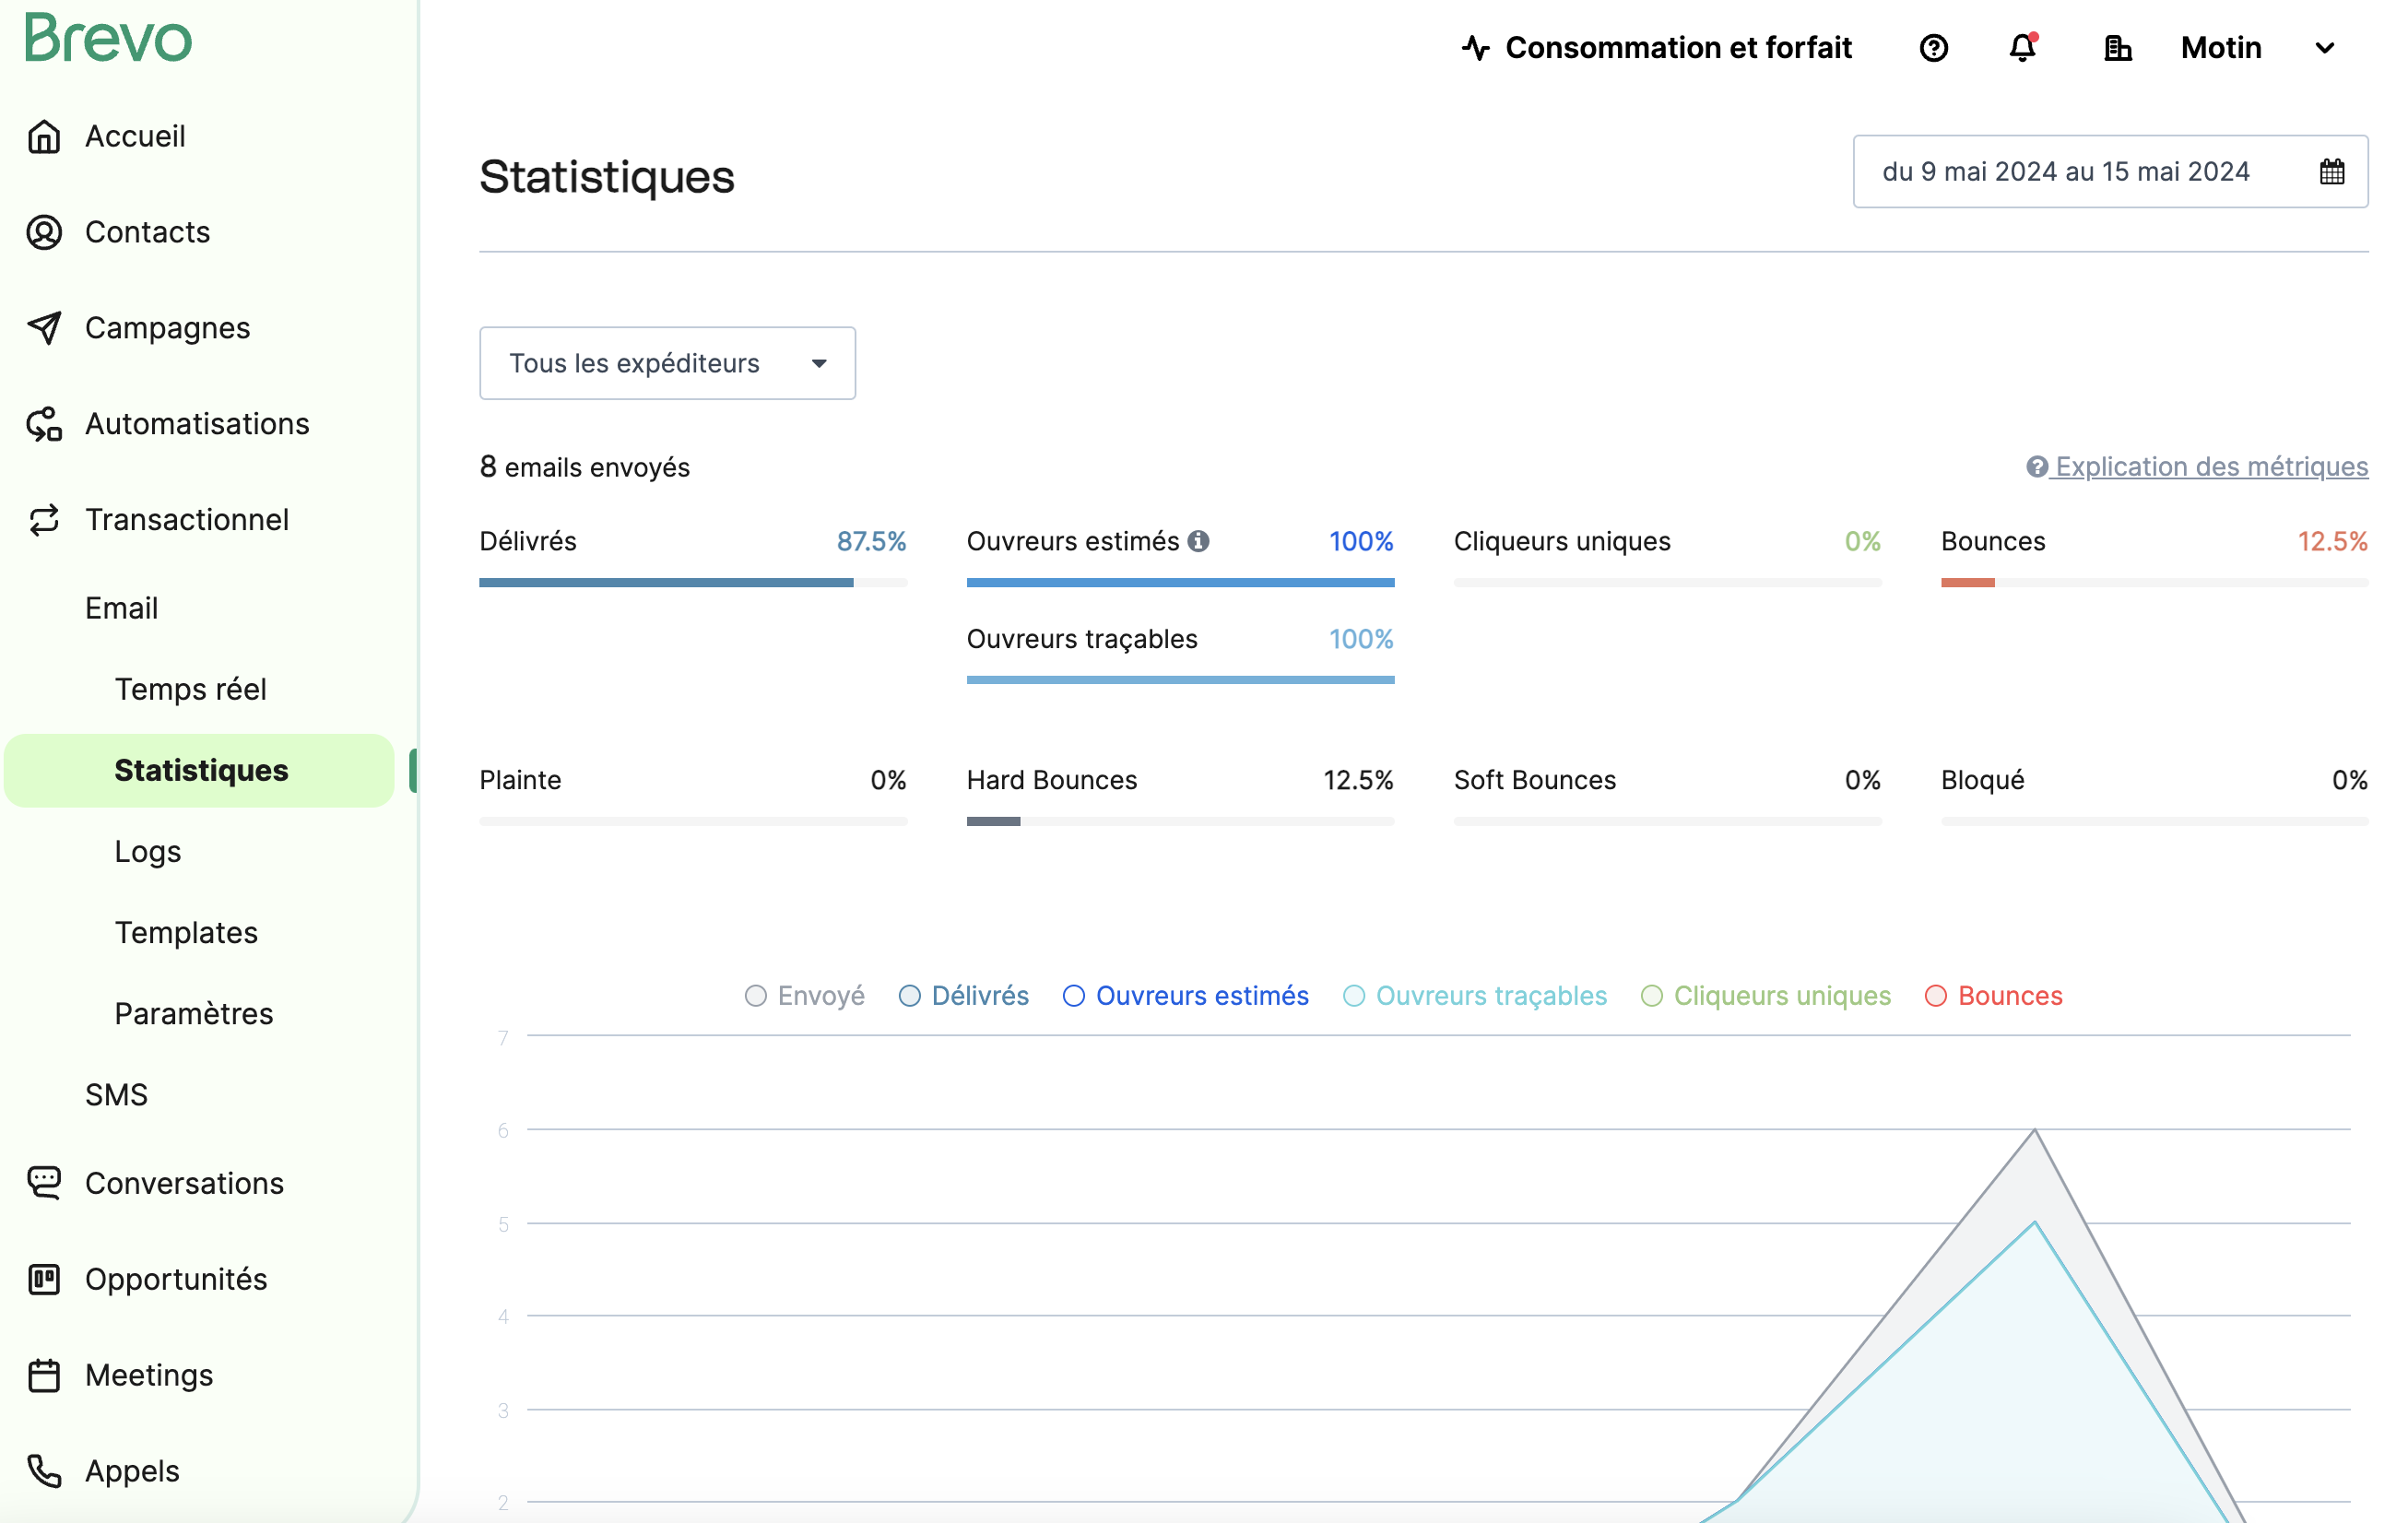 Brevo
Consommation et forfait
Motin
Accueil
Contacts
Campagnes
Automatisations
Transactionnel
Email
Temps réel
Statistiques
Logs
Templates
Paramètres
SMS
Conversations
Opportunités
Meetings
Appels
Statistiques
du 9 mai 2024 au 15 mai 2024
Tous les expéditeurs
8 emails envoyés
Explication des métriques
Délivrés 87.5%
Ouvreurs estimés 100%
Cliqueurs uniques 0%
Bounces 12.5%
Ouvreurs traçables 100%
Plainte 0%
Hard Bounces 12.5%
Soft Bounces 0%
Bloqué 0%
Envoyé Délivrés Ouvreurs estimés Ouvreurs traçables Cliqueurs uniques Bounces
7
6
5
4
3
2